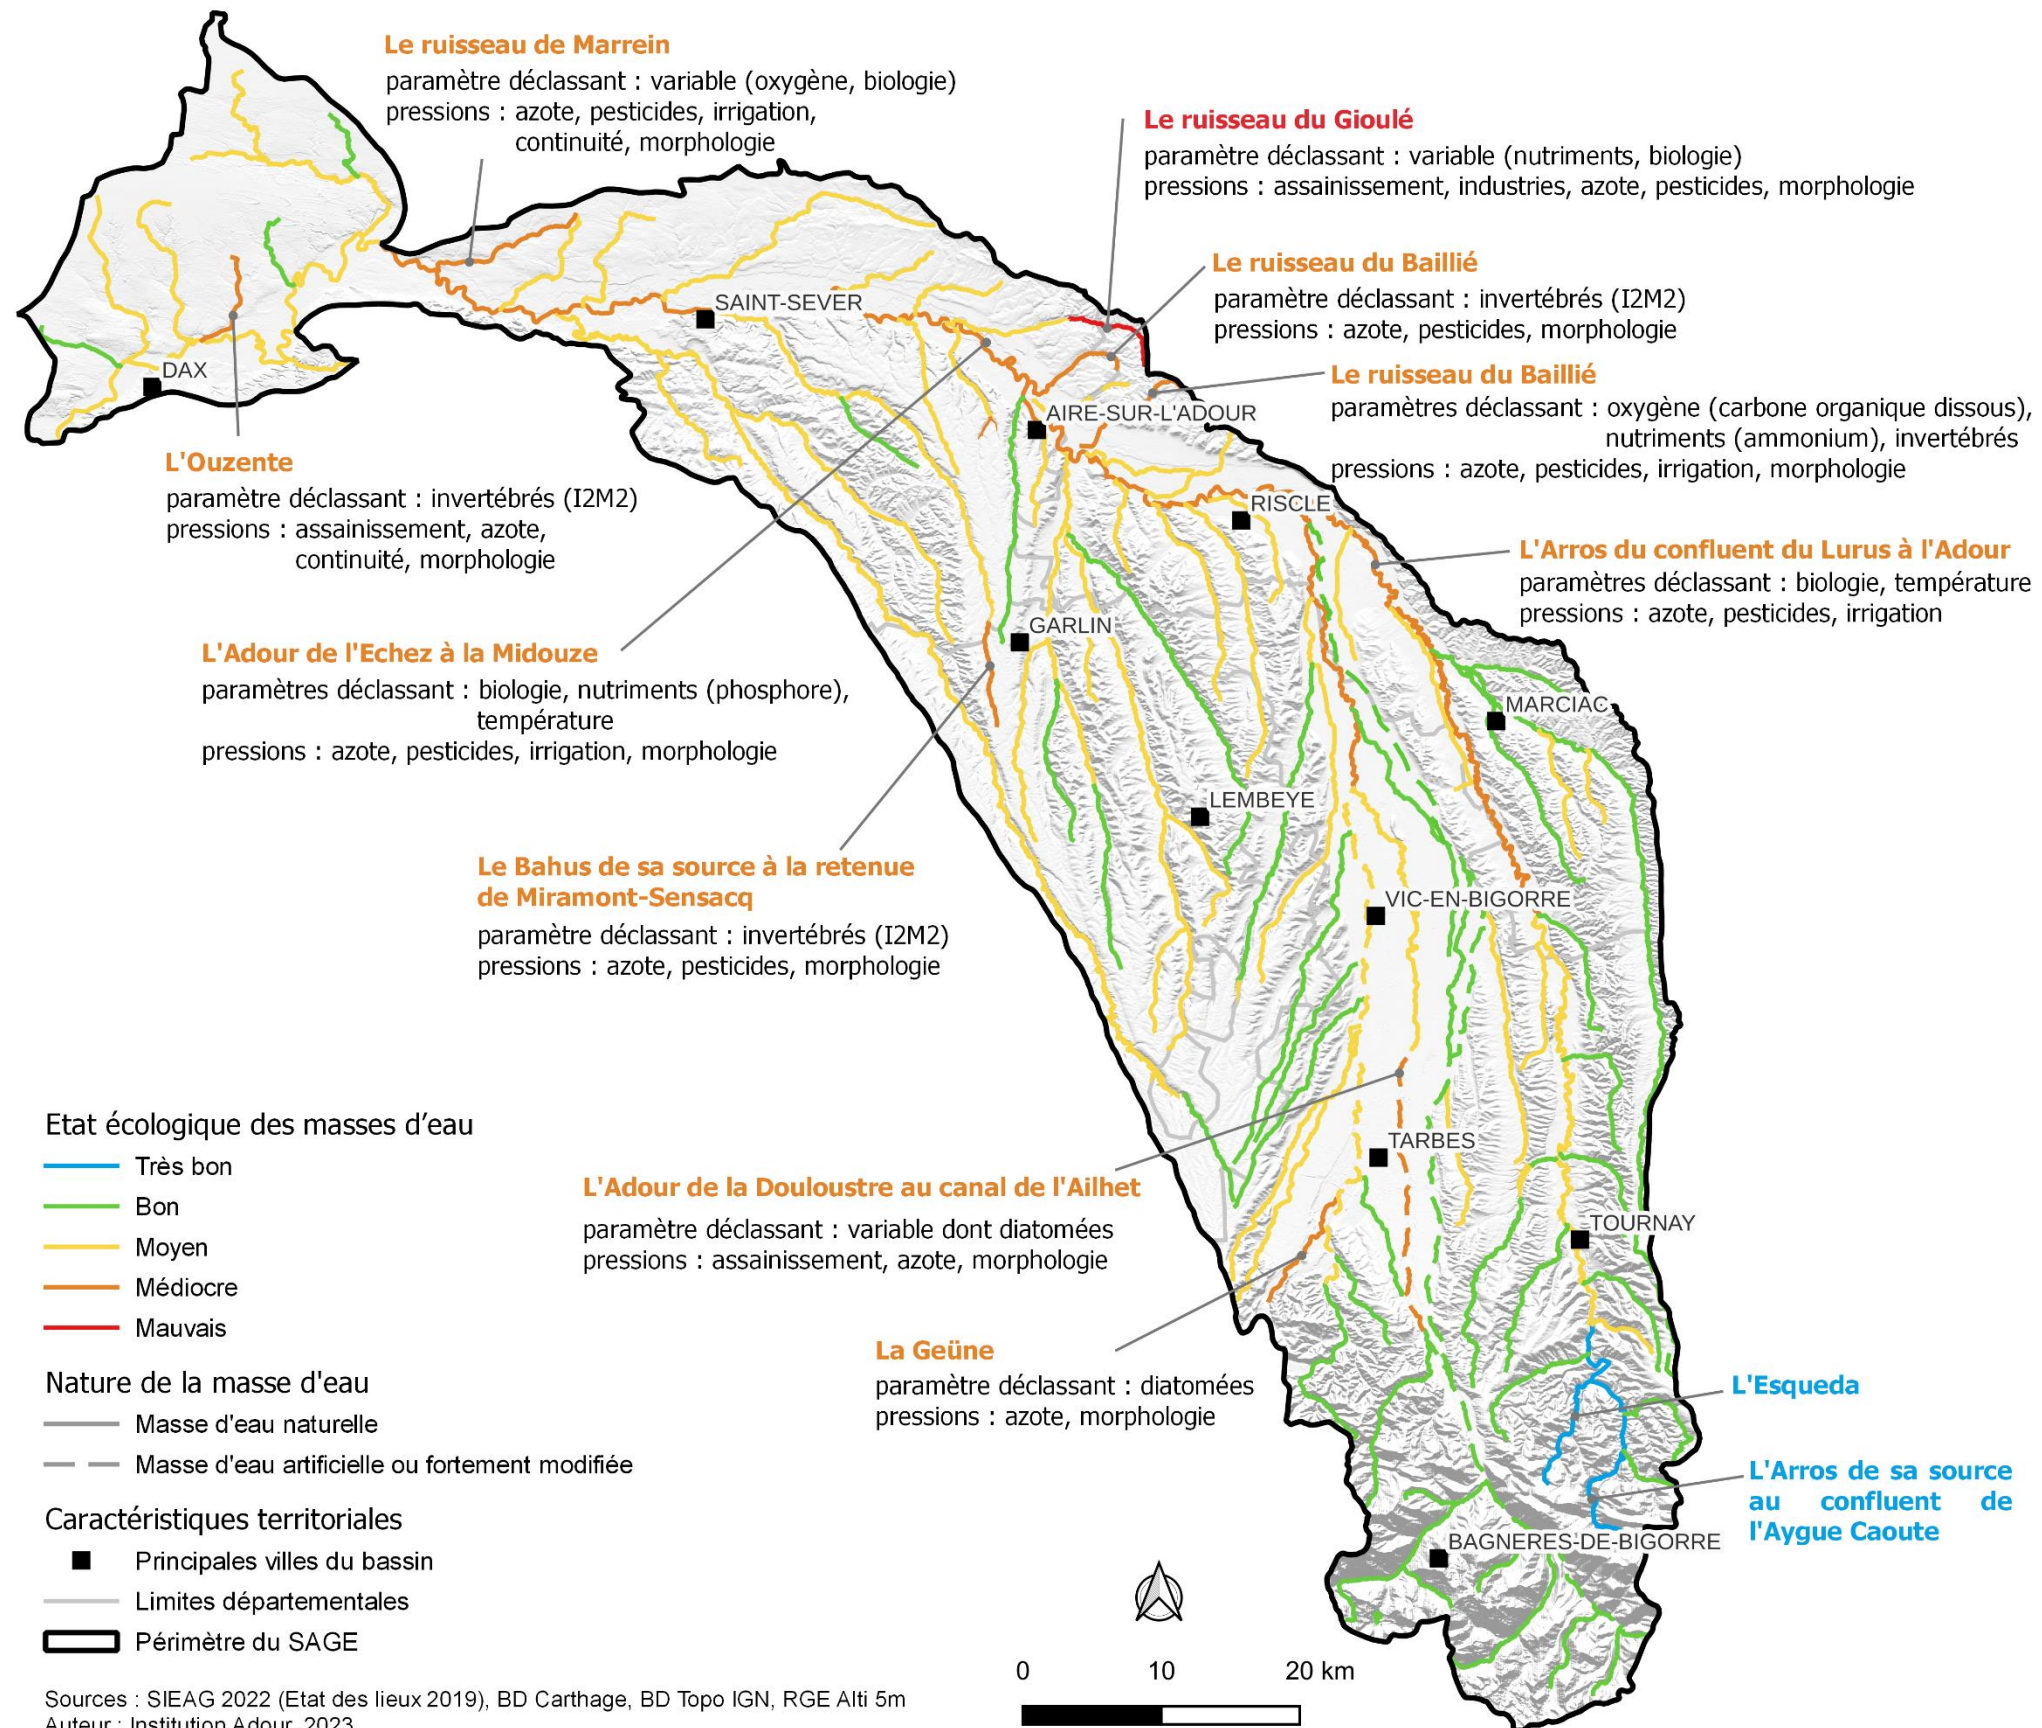 Le ruisseau de Marrein
paramètre déclassant : variable (oxygène, biologie)
pressions : azote, pesticides, irrigation,
continuité, morphologie
Le ruisseau du Gioulé
paramètre déclassant : variable (nutriments, biologie)
pressions : assainissement, industries, azote, pesticides, morphologie
Le ruisseau du Baillié
paramètre déclassant : invertébrés (I2M2)
pressions : azote, pesticides, morphologie
Le ruisseau du Baillié
paramètres déclassant : oxygène (carbone organique dissous),
nutriments (ammonium), invertébrés
pressions : azote, pesticides, irrigation, morphologie
SAINT-SEVER
DAX
AIRE-SUR-L'ADOUR
RISCLE
L'Ouzente
paramètre déclassant : invertébrés (I2M2)
pressions : assainissement, azote,
continuité, morphologie
L'Arros du confluent du Lurus à l'Adour
paramètres déclassant : biologie, température
pressions : azote, pesticides, irrigation
GARLIN
L'Adour de l'Echez à la Midouze
paramètres déclassant : biologie, nutriments (phosphore),
température
pressions : azote, pesticides, irrigation, morphologie
MARCIAC
LEMBEYE
Le Bahus de sa source à la retenue
de Miramont-Sensacq
paramètre déclassant : invertébrés (I2M2)
pressions : azote, pesticides, morphologie
VIC-EN-BIGORRE
TARBES
L'Adour de la Douloustre au canal de l'Ailhet
paramètre déclassant : variable dont diatomées
pressions : assainissement, azote, morphologie
TOURNAY
La Geüne
paramètre déclassant : diatomées
pressions : azote, morphologie
L'Esqueda
L'Arros de sa source
au confluent de
l'Aygue Caoute
BAGNERES-DE-BIGORRE
Etat écologique des masses d’eau
Très bon
Bon
Moyen
Médiocre
Mauvais
Nature de la masse d'eau
Masse d'eau naturelle
Masse d'eau artificielle ou fortement modifiée
Caractéristiques territoriales
Principales villes du bassin
Limites départementales
Périmètre du SAGE
0 10 20 km
Sources : SIEAG 2022 (Etat des lieux 2019), BD Carthage, BD Topo IGN, RGE Alti 5m
Auteur : Institution Adour, 2023